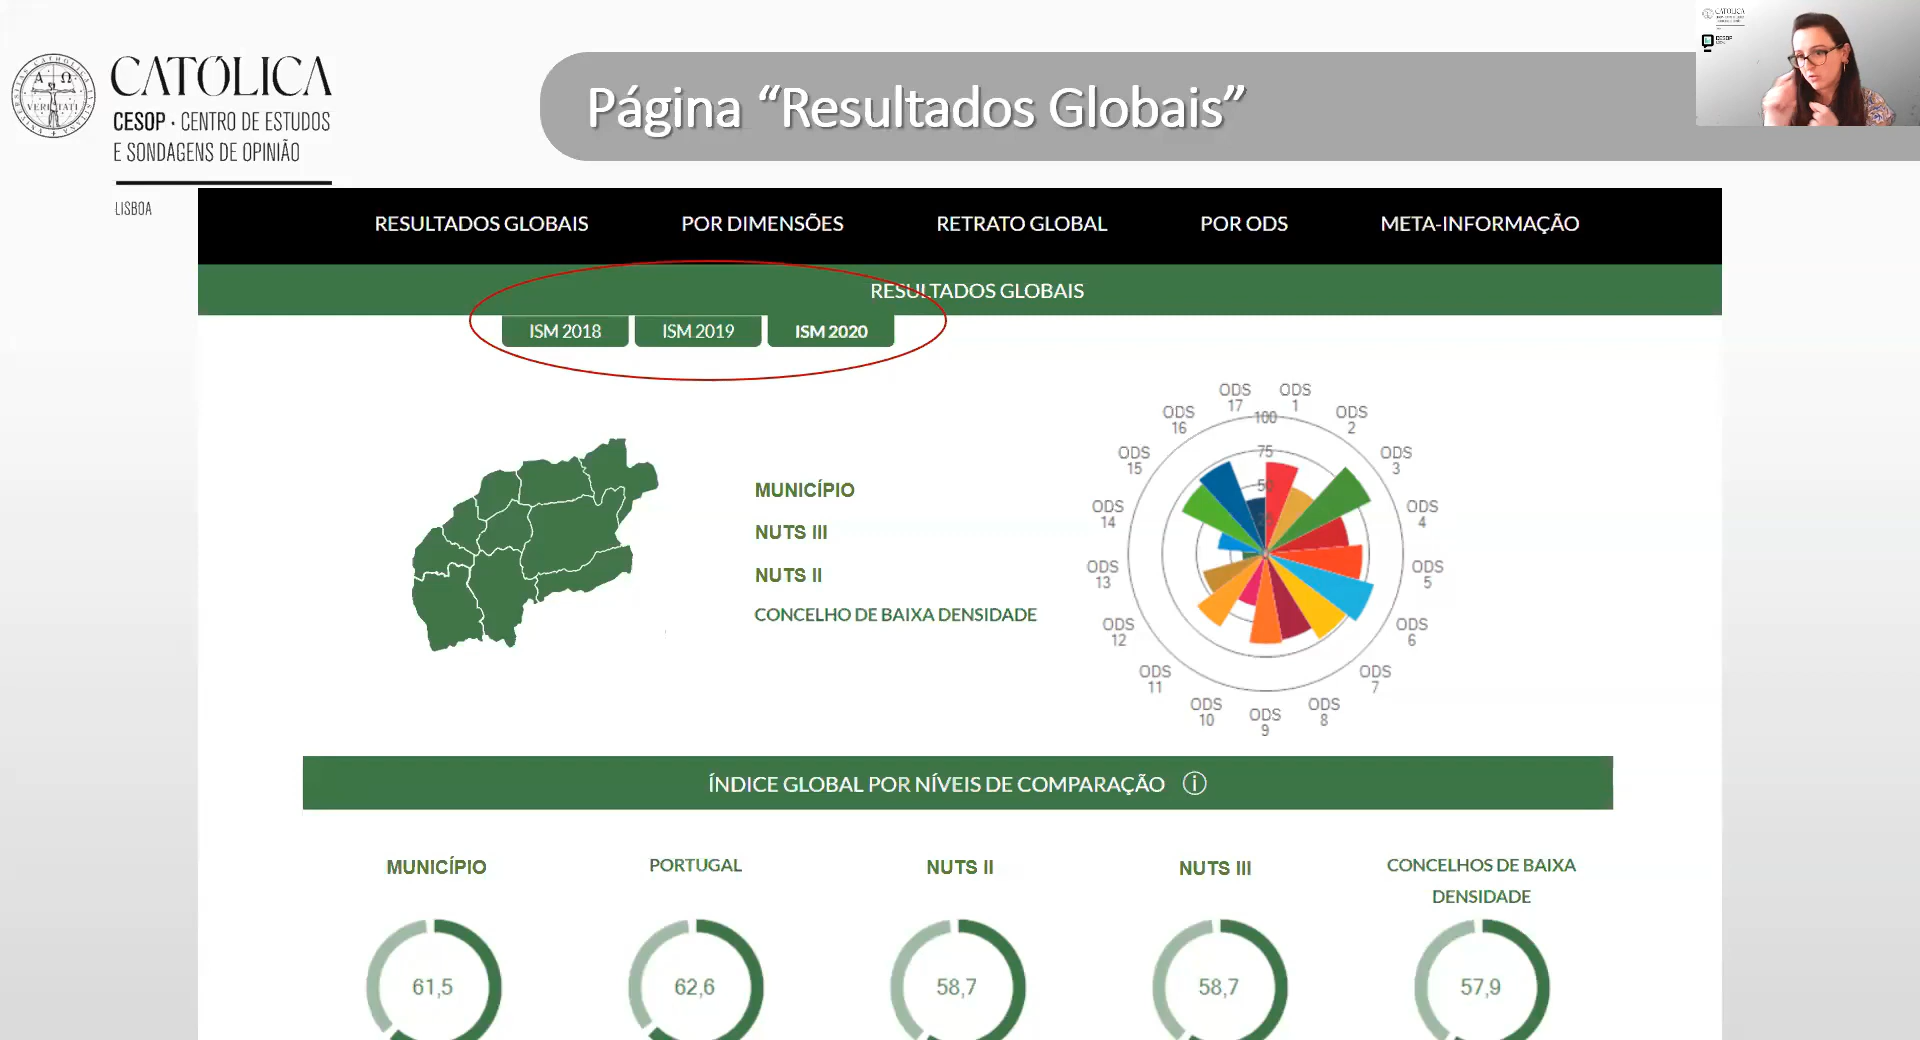 CATÓLICA
CESOP · CENTRO DE ESTUDOS
E SONDAGENS DE OPINIÃO
LISBOA
Α Ω
VERITATI
Página “Resultados Globais”
CATÓLICA
CESOP
RESULTADOS GLOBAIS POR DIMENSÕES RETRATO GLOBAL POR ODS META-INFORMAÇÃO
RESULTADOS GLOBAIS
ISM 2018 ISM 2019 ISM 2020
MUNICÍPIO
NUTS III
NUTS II
CONCELHO DE BAIXA DENSIDADE
ODS 1
ODS 2
ODS 3
ODS 4
ODS 5
ODS 6
ODS 7
ODS 8
ODS 9
ODS 10
ODS 11
ODS 12
ODS 13
ODS 14
ODS 15
ODS 16
ODS 17
100
75
50
ÍNDICE GLOBAL POR NÍVEIS DE COMPARAÇÃO i
MUNICÍPIO PORTUGAL NUTS II NUTS III CONCELHOS DE BAIXA
DENSIDADE
61,5 62,6 58,7 58,7 57,9